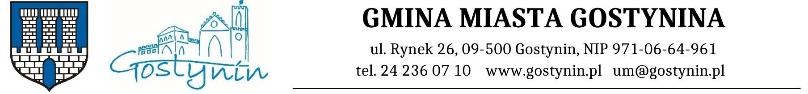 Gostynin
GMINA MIASTA GOSTYNINA
ul. Rynek 26, 09-500 Gostynin, NIP 971-06-64-961
tel. 24 236 07 10 www.gostynin.pl um@gostynin.pl